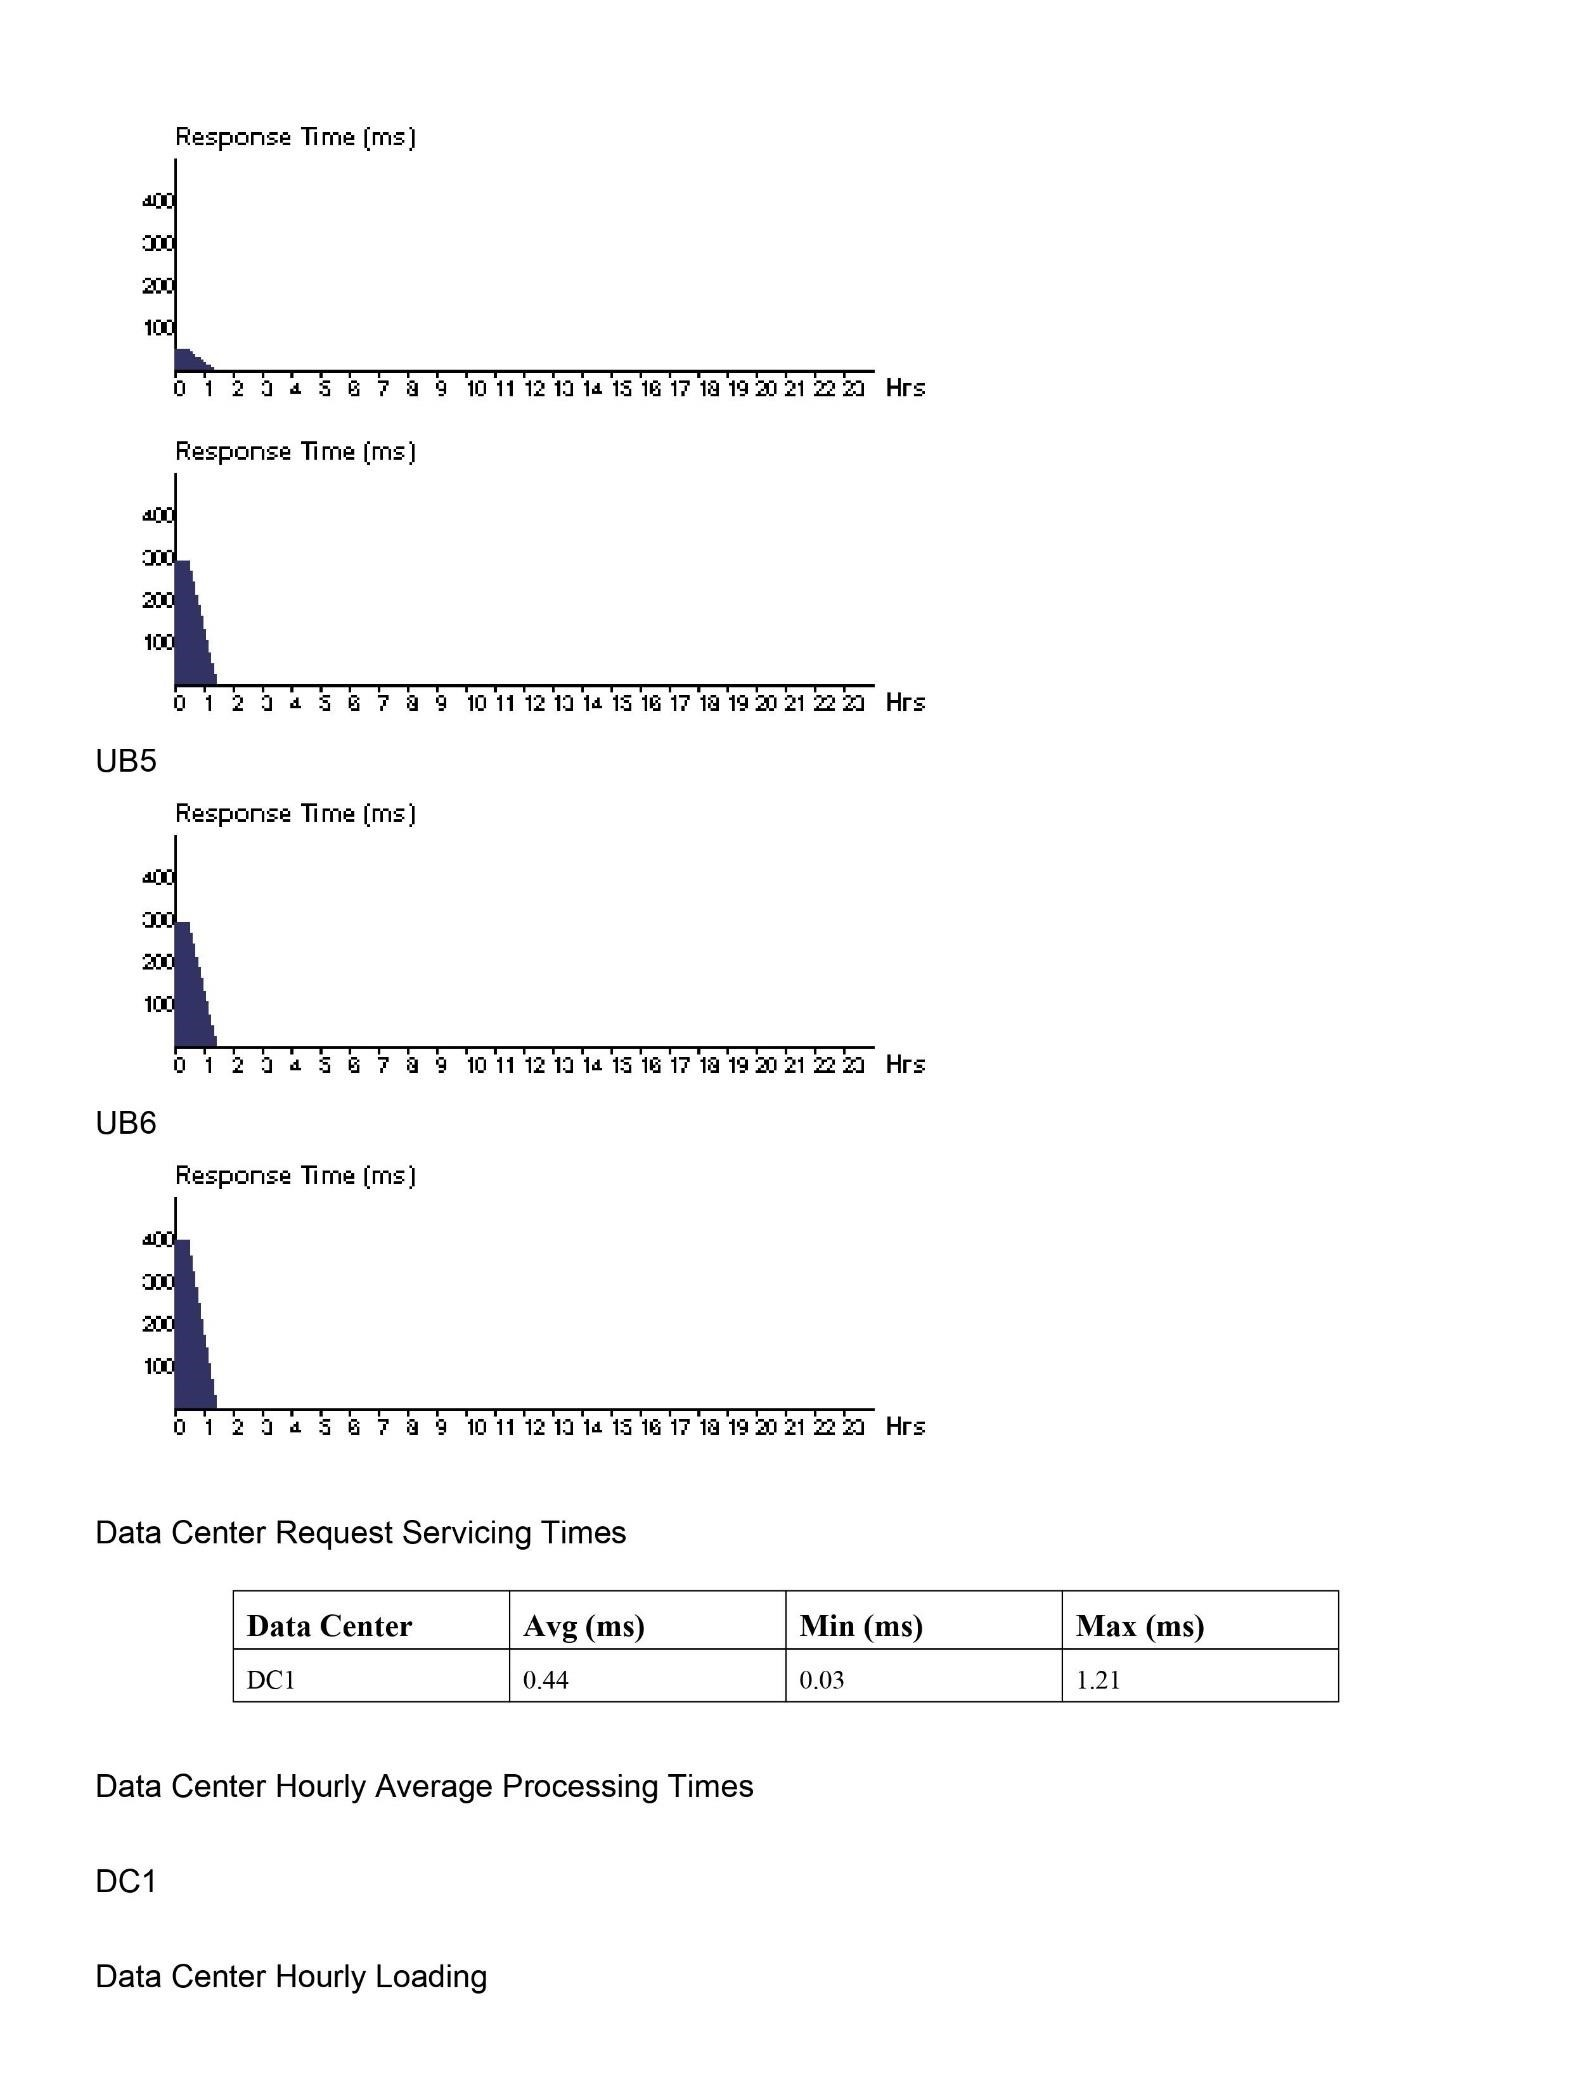 Response Time (ms)
400
300
200
100
0 1 2 3 4 5 6 7 8 9 10 11 12 13 14 15 16 17 18 19 20 21 22 23 Hrs
Response Time (ms)
400
300
200
100
0 1 2 3 4 5 6 7 8 9 10 11 12 13 14 15 16 17 18 19 20 21 22 23 Hrs
UB5
Response Time (ms)
400
300
200
100
0 1 2 3 4 5 6 7 8 9 10 11 12 13 14 15 16 17 18 19 20 21 22 23 Hrs
UB6
Response Time (ms)
400
300
200
100
0 1 2 3 4 5 6 7 8 9 10 11 12 13 14 15 16 17 18 19 20 21 22 23 Hrs
Data Center Request Servicing Times
Data Center Avg (ms) Min (ms) Max (ms)
DC1 0.44 0.03 1.21
Data Center Hourly Average Processing Times
DC1
Data Center Hourly Loading